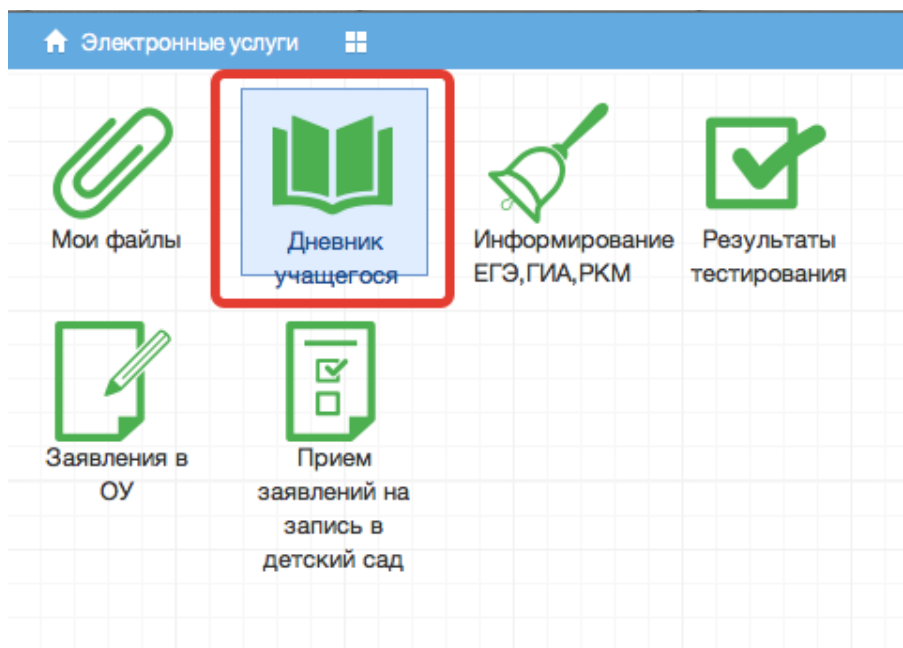 Электронные услуги
Мои файлы
Дневник
учащегося
Информирование
ЕГЭ,ГИА,РКМ
Результаты
тестирования
Заявления в
ОУ
Прием
заявлений на
запись в
детский сад